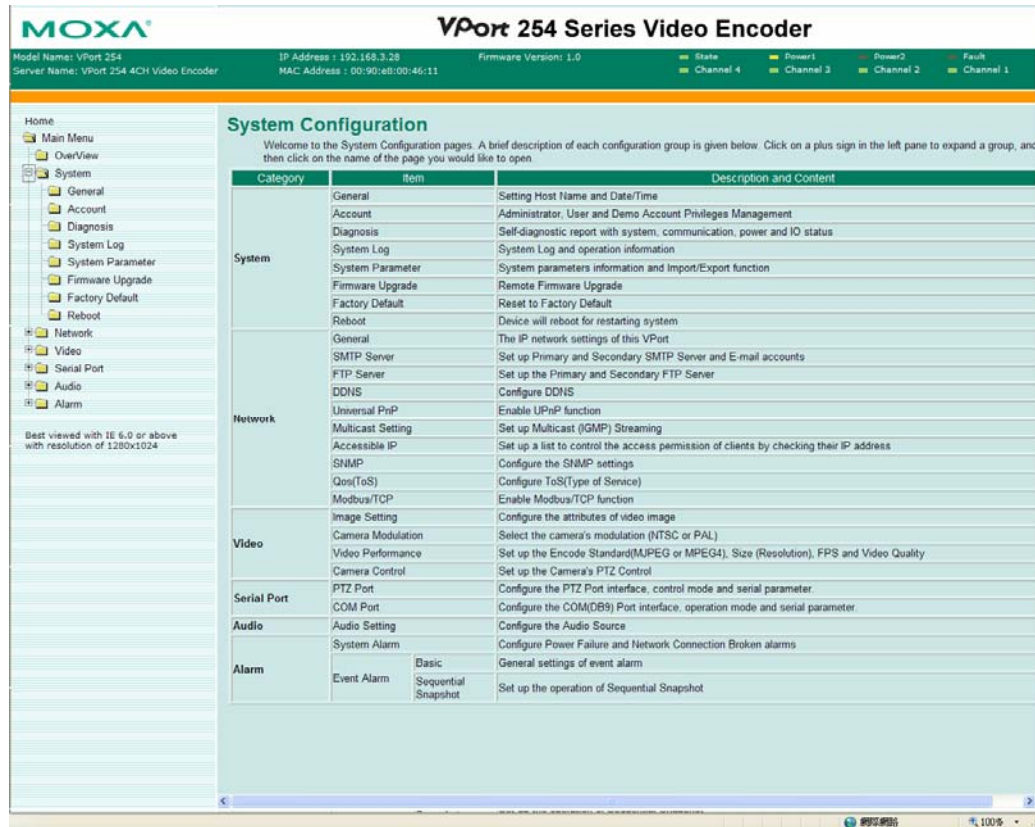 MOXA
VPort 254 Series Video Encoder
Model Name: VPort 254
IP Address : 192.168.3.28
Firmware Version: 1.0
State
Power1
Power2
Fault
Server Name: VPort 254 4CH Video Encoder
MAC Address : 00:90:e8:00:46:11
Channel 4
Channel 3
Channel 2
Channel 1
Home
Main Menu
OverView
System
General
Account
Diagnosis
System Log
System Parameter
Firmware Upgrade
Factory Default
Reboot
Network
Video
Serial Port
Audio
Alarm
Best viewed with IE 6.0 or above
with resolution of 1280x1024
System Configuration
Welcome to the System Configuration pages. A brief description of each configuration group is given below. Click on a plus sign in the left pane to expand a group, and
then click on the name of the page you would like to open
Category Item Description and Content
System
General Setting Host Name and Date/Time
Account Administrator, User and Demo Account Privileges Management
Diagnosis Self-diagnostic report with system, communication, power and IO status
System Log System Log and operation information
System Parameter System parameters information and Import/Export function
Firmware Upgrade Remote Firmware Upgrade
Factory Default Reset to Factory Default
Reboot Device will reboot for restarting system
Network
General The IP network settings of this VPort
SMTP Server Set up Primary and Secondary SMTP Server and E-mail accounts
FTP Server Set up the Primary and Secondary FTP Server
DDNS Configure DDNS
Universal PnP Enable UPnP function
Multicast Setting Set up Multicast (IGMP) Streaming
Accessible IP Set up a list to control the access permission of clients by checking their IP address
SNMP Configure the SNMP settings
Qos(ToS) Configure ToS(Type of Service)
Modbus/TCP Enable Modbus/TCP function
Video
Image Setting Configure the attributes of video image
Camera Modulation Select the camera's modulation (NTSC or PAL)
Video Performance Set up the Encode Standard(MJPEG or MPEG4), Size (Resolution), FPS and Video Quality
Camera Control Set up the Camera's PTZ Control
Serial Port
PTZ Port Configure the PTZ Port interface, control mode and serial parameter.
COM Port Configure the COM(DB9) Port interface, operation mode and serial parameter.
Audio Audio Setting Configure the Audio Source
Alarm
System Alarm Configure Power Failure and Network Connection Broken alarms
Event Alarm
Basic General settings of event alarm
Sequential Snapshot Set up the operation of Sequential Snapshot
網際網路
100%